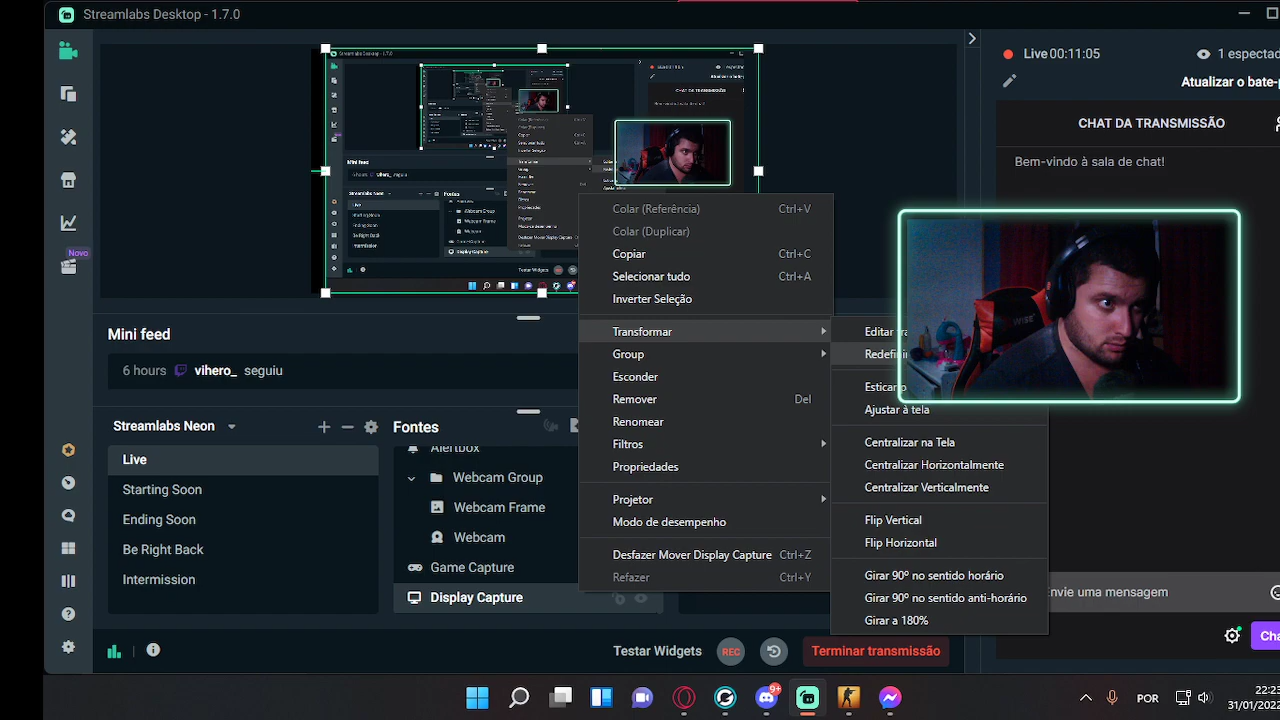 Streamlabs Desktop - 1.7.0
Live 00:11:05
1 espectad
Atualizar o bate-p
CHAT DA TRANSMISSÃO
Bem-vindo à sala de chat!
Novo
Mini feed
6 hours vihero_ seguiu
Streamlabs Neon
Live
Starting Soon
Ending Soon
Be Right Back
Intermission
Fontes
Alertbox
Webcam Group
Webcam Frame
Webcam
Game Capture
Display Capture
Colar (Referência) Ctrl+V
Colar (Duplicar)
Copiar Ctrl+C
Selecionar tudo Ctrl+A
Inverter Seleção
Transformar
Group
Esconder
Remover Del
Renomear
Filtros
Propriedades
Projetor
Modo de desempenho
Desfazer Mover Display Capture Ctrl+Z
Refazer Ctrl+Y
Editar
Redefini
Esticar
Ajustar à tela
Centralizar na Tela
Centralizar Horizontalmente
Centralizar Verticalmente
Flip Vertical
Flip Horizontal
Girar 90º no sentido horário
Girar 90º no sentido anti-horário
Girar a 180%
WISE
nvie uma mensagem
Cha
Testar Widgets
REC
Terminar transmissão
9+
POR
22:23
31/01/202